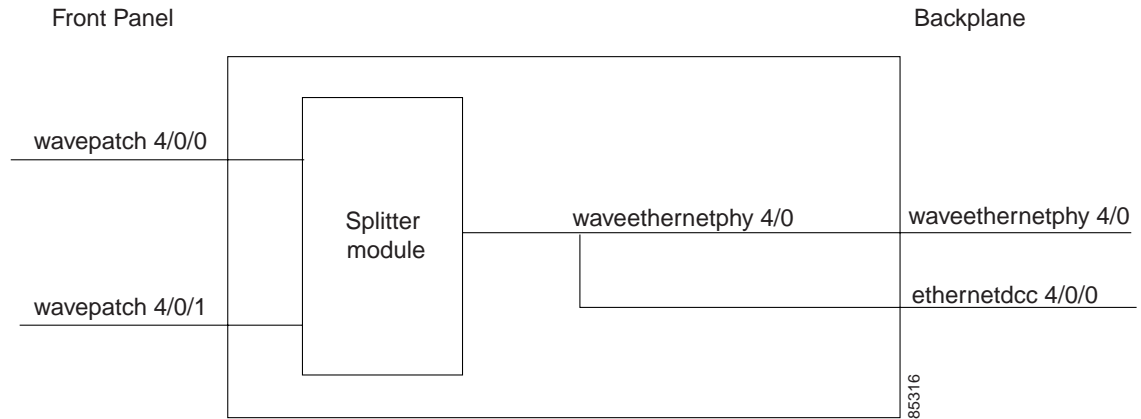 Front Panel
Backplane
wavepatch 4/0/0
Splitter
module
waveethernetphy 4/0
waveethernetphy 4/0
ethernetdcc 4/0/0
wavepatch 4/0/1
85316